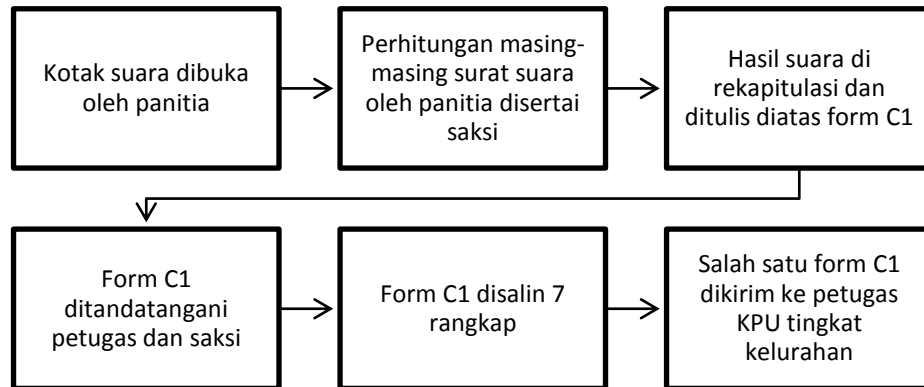 Kotak suara dibuka
oleh panitia
Perhitungan masing-
masing surat suara
oleh panitia disertai
saksi
Hasil suara di
rekapitulasi dan
ditulis diatas form C1
Form C1
ditandatangani
petugas dan saksi
Form C1 disalin 7
rangkap
Salah satu form C1
dikirim ke petugas
KPU tingkat
kelurahan